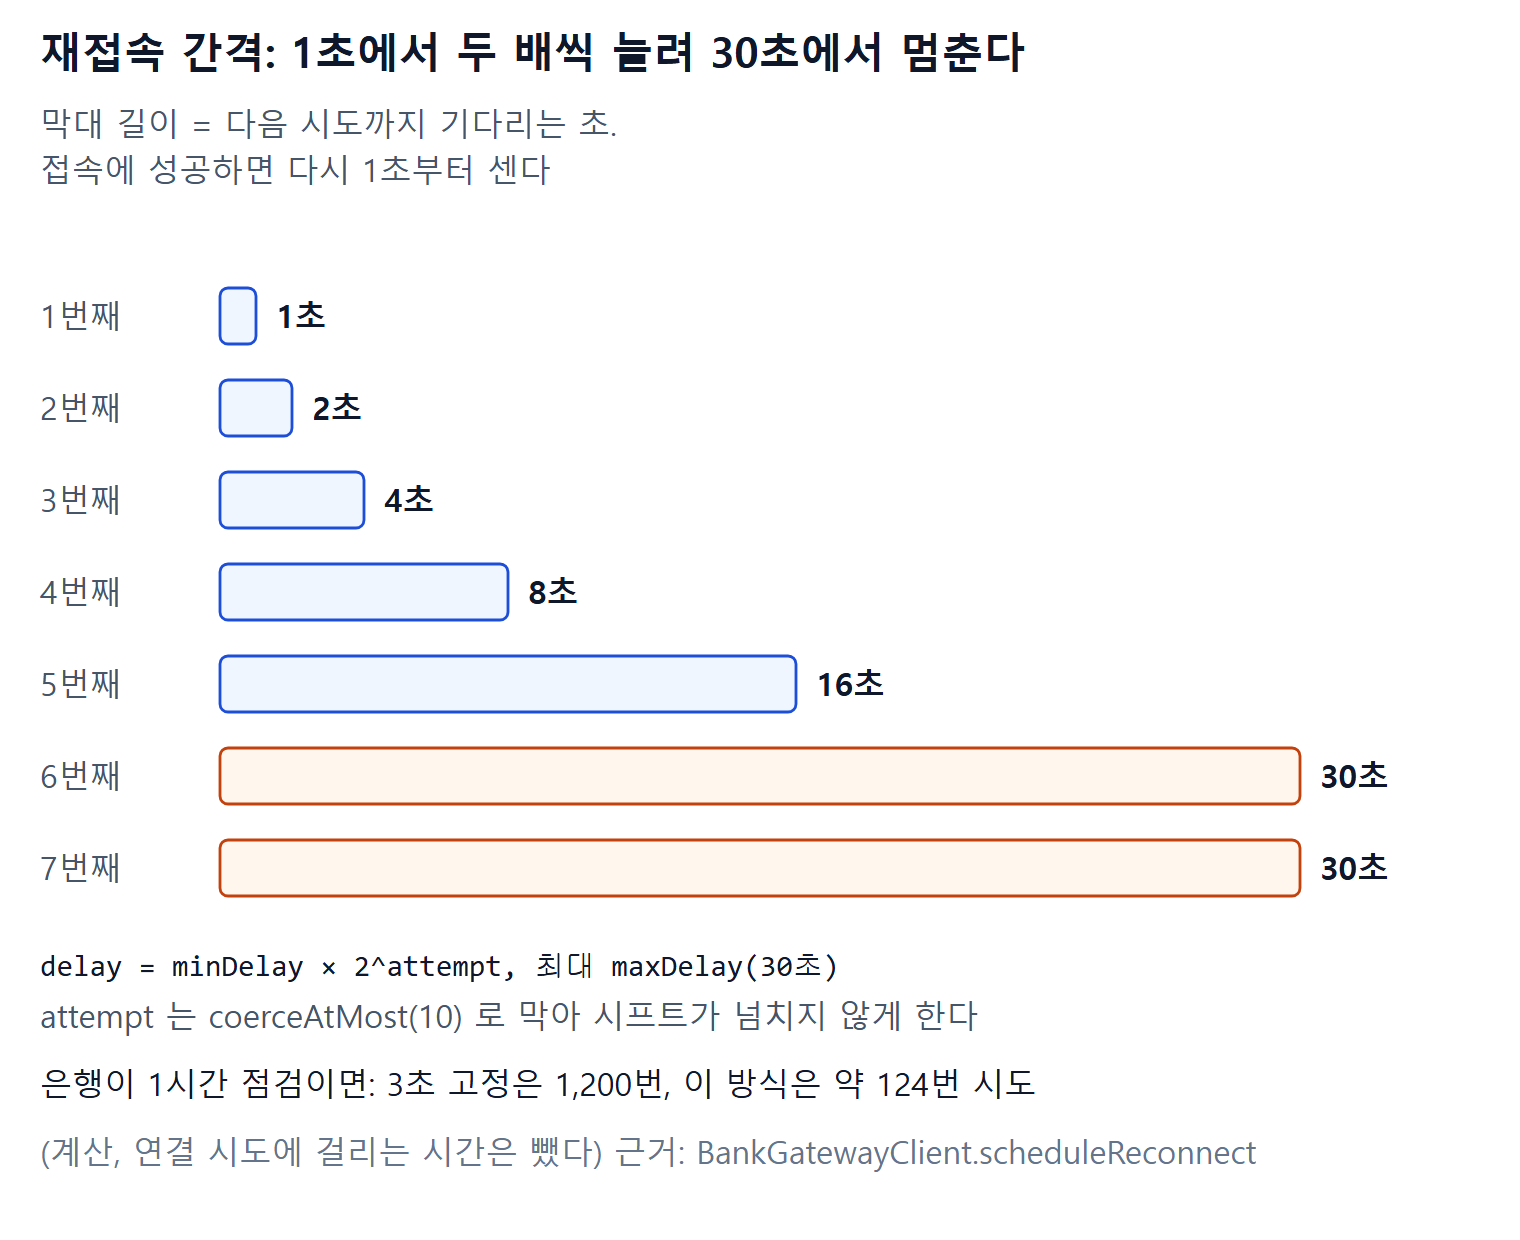 재접속 간격: 1초에서 두 배씩 늘려 30초에서 멈춘다
막대 길이 = 다음 시도까지 기다리는 초.
접속에 성공하면 다시 1초부터 센다
1번째 1초
2번째 2초
3번째 4초
4번째 8초
5번째 16초
6번째 30초
7번째 30초
delay = minDelay × 2^attempt, 최대 maxDelay(30초)
attempt 는 coerceAtMost(10) 로 막아 시프트가 넘치지 않게 한다
은행이 1시간 점검이면: 3초 고정은 1,200번, 이 방식은 약 124번 시도
(계산, 연결 시도에 걸리는 시간은 뺐다) 근거: BankGatewayClient.scheduleReconnect